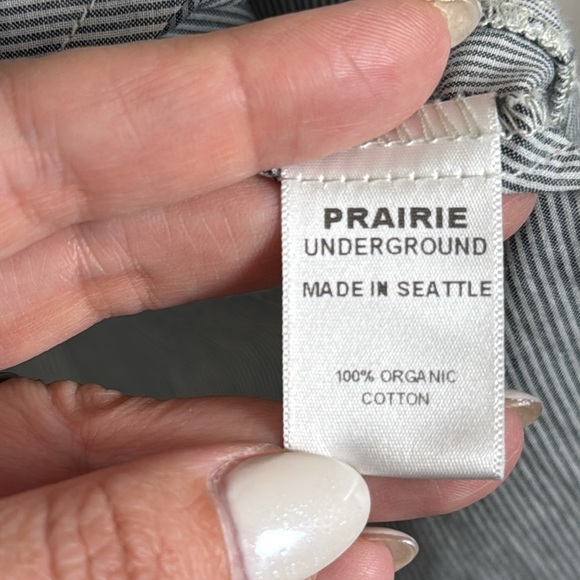 PRAIRIE
UNDERGROUND
MADE IN SEATTLE
100% ORGANIC
COTTON